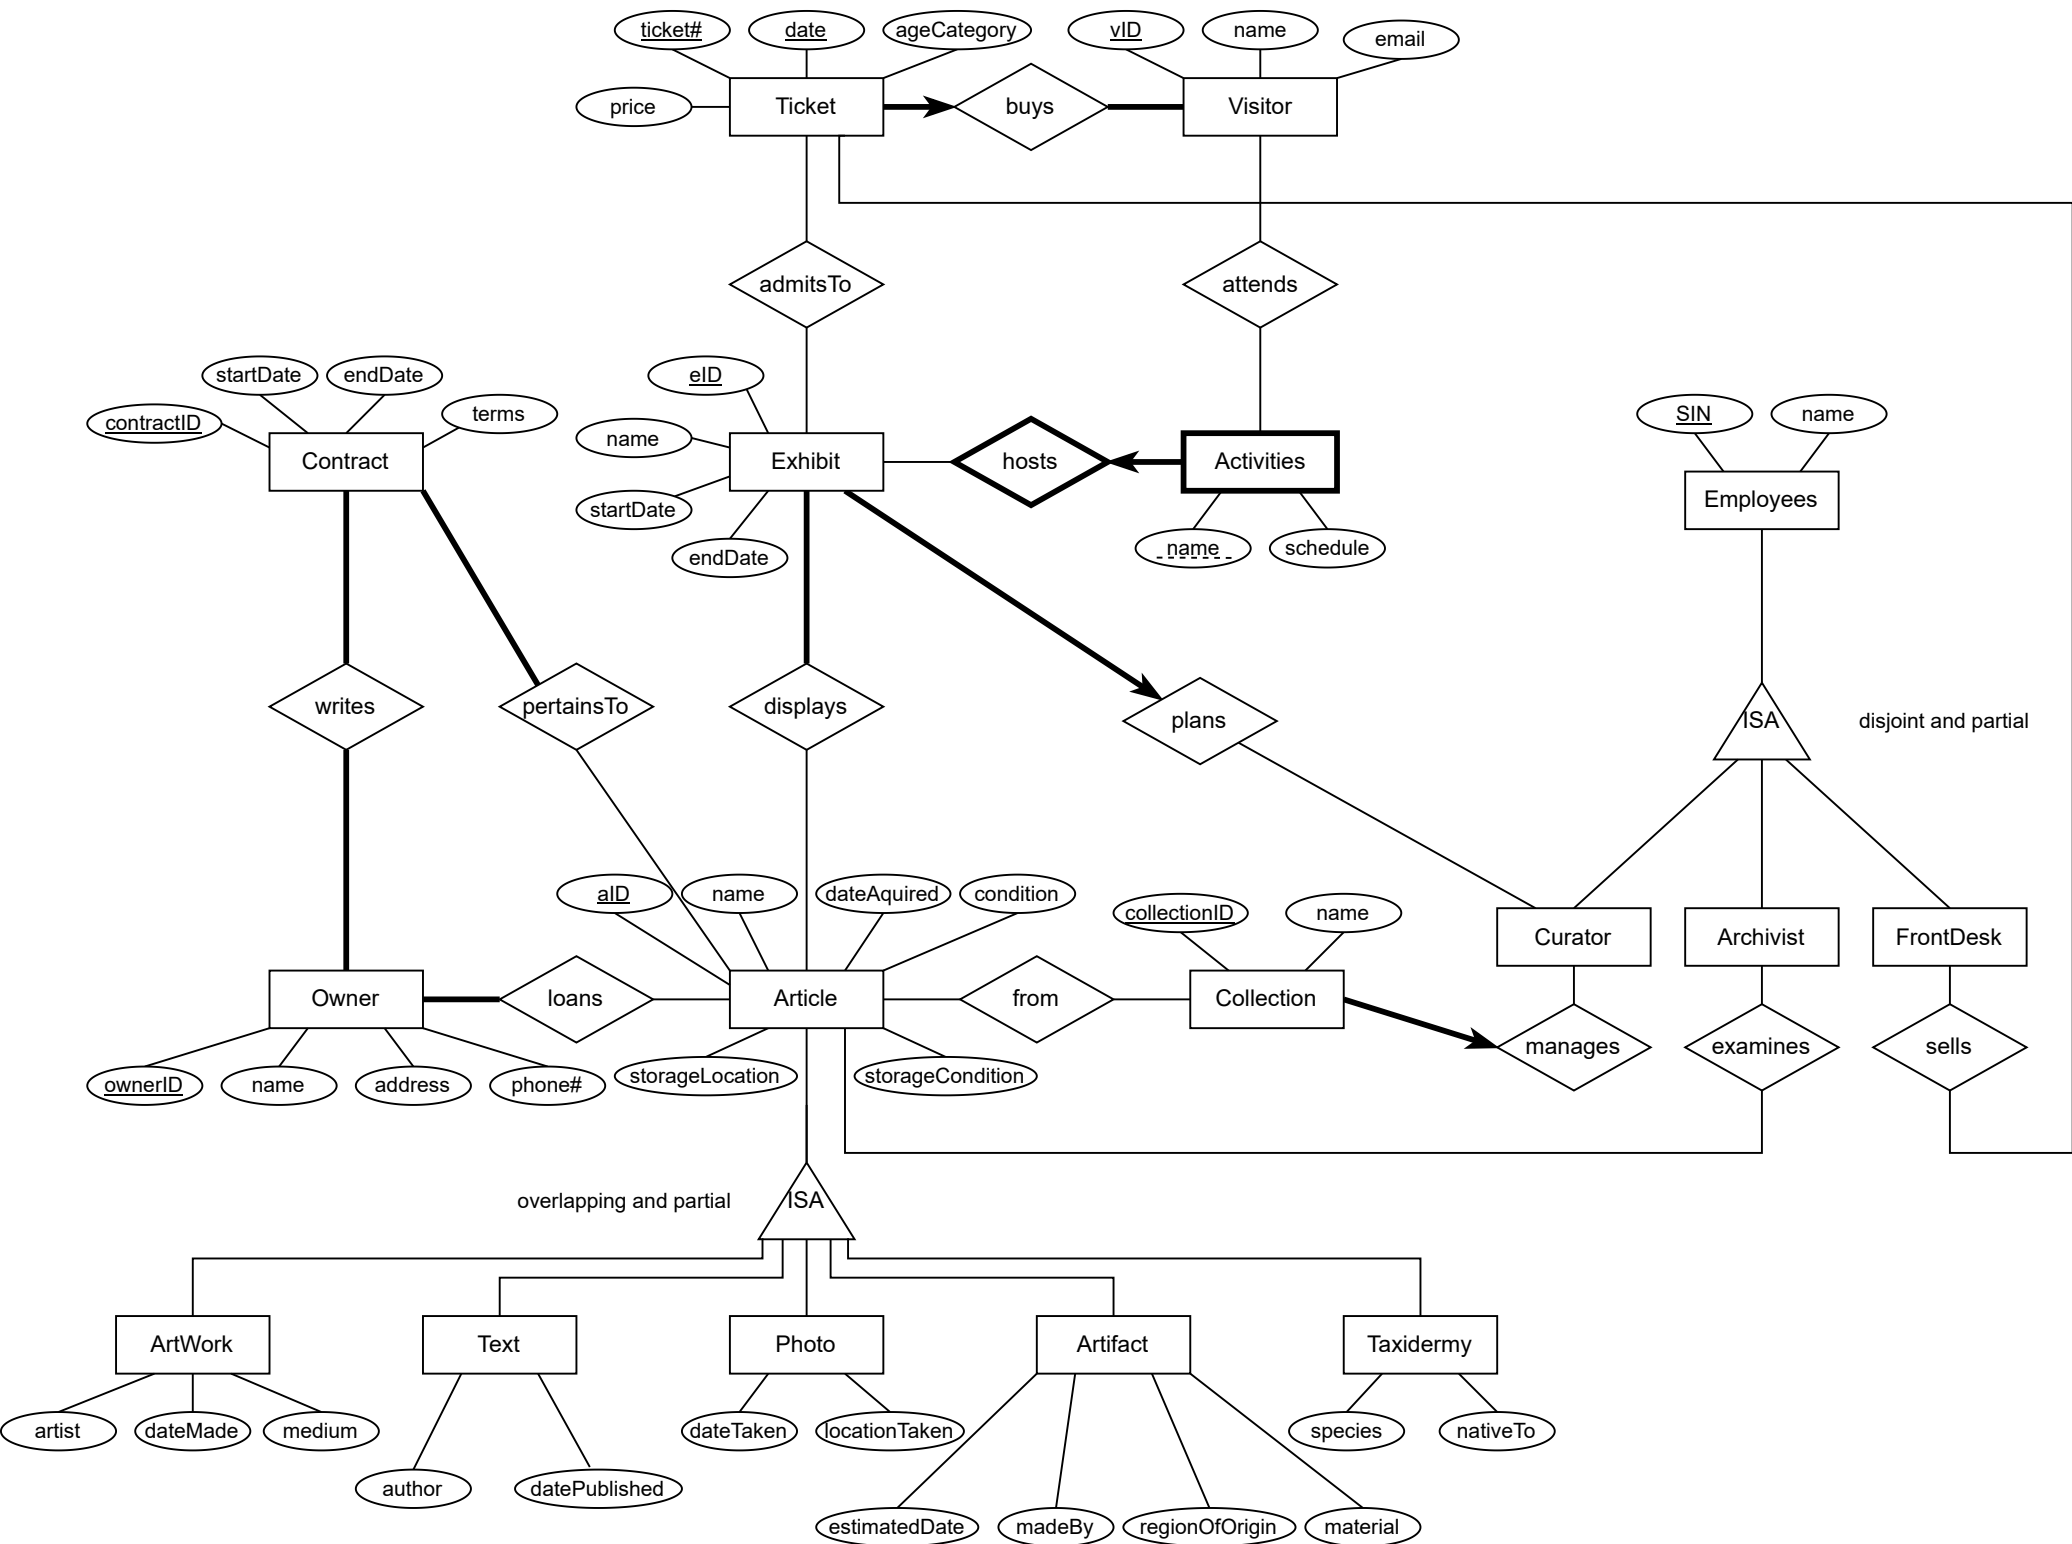 ticket#
date
ageCategory
vID
name
email
price
Ticket
buys
Visitor
admitsTo
attends
startDate
endDate
eID
contractID
terms
SIN
name
name
Contract
Exhibit
hosts
Activities
Employees
startDate
endDate
name
schedule
writes
pertainsTo
displays
plans
ISA
disjoint and partial
aID
name
dateAquired
condition
collectionID
name
Curator
Archivist
FrontDesk
Owner
loans
Article
from
Collection
manages
examines
sells
ownerID
name
address
phone#
storageLocation
storageCondition
overlapping and partial
ISA
ArtWork
Text
Photo
Artifact
Taxidermy
artist
dateMade
medium
dateTaken
locationTaken
species
nativeTo
author
datePublished
estimatedDate
madeBy
regionOfOrigin
material